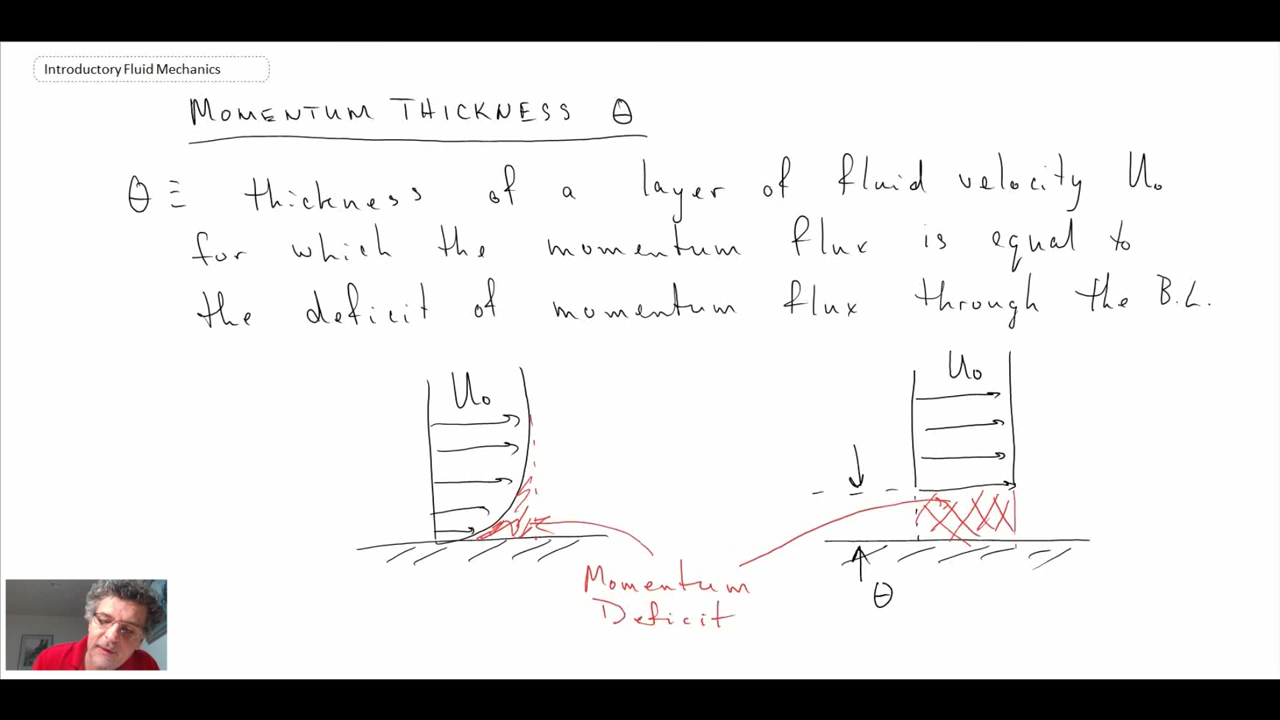 Introductory Fluid Mechanics
MOMENTUM THICKNESS θ
θ ≡ thickness of a layer of fluid velocity U₀
for which the momentum flux is equal to
the deficit of momentum flux through the B.L.
U₀
U₀
Momentum
Deficit
θ